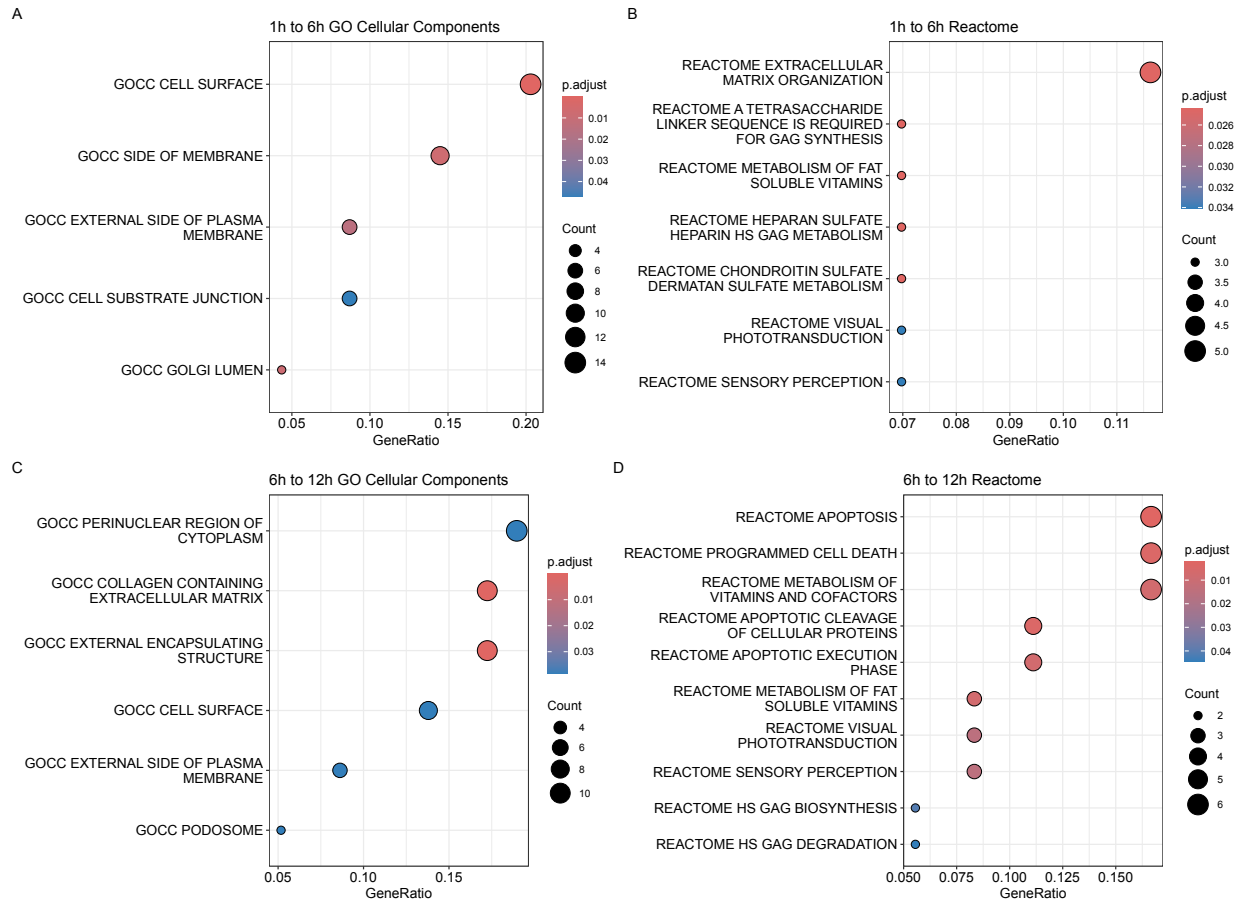 A
1h to 6h GO Cellular Components
GOCC CELL SURFACE
GOCC SIDE OF MEMBRANE
GOCC EXTERNAL SIDE OF PLASMA
MEMBRANE
GOCC CELL SUBSTRATE JUNCTION
GOCC GOLGI LUMEN
0.05
0.10
0.15
0.20
GeneRatio
p.adjust
0.01
0.02
0.03
0.04
Count
4
6
8
10
12
14
B
1h to 6h Reactome
REACTOME EXTRACELLULAR
MATRIX ORGANIZATION
REACTOME A TETRASACCHARIDE
LINKER SEQUENCE IS REQUIRED
FOR GAG SYNTHESIS
REACTOME METABOLISM OF FAT
SOLUBLE VITAMINS
REACTOME HEPARAN SULFATE
HEPARIN HS GAG METABOLISM
REACTOME CHONDROITIN SULFATE
DERMATAN SULFATE METABOLISM
REACTOME VISUAL
PHOTOTRANSDUCTION
REACTOME SENSORY PERCEPTION
0.07
0.08
0.09
0.10
0.11
GeneRatio
p.adjust
0.026
0.028
0.030
0.032
0.034
Count
3.0
3.5
4.0
4.5
5.0
C
6h to 12h GO Cellular Components
GOCC PERINUCLEAR REGION OF
CYTOPLASM
GOCC COLLAGEN CONTAINING
EXTRACELLULAR MATRIX
GOCC EXTERNAL ENCAPSULATING
STRUCTURE
GOCC CELL SURFACE
GOCC EXTERNAL SIDE OF PLASMA
MEMBRANE
GOCC PODOSOME
0.05
0.10
0.15
GeneRatio
p.adjust
0.01
0.02
0.03
Count
4
6
8
10
D
6h to 12h Reactome
REACTOME APOPTOSIS
REACTOME PROGRAMMED CELL DEATH
REACTOME METABOLISM OF
VITAMINS AND COFACTORS
REACTOME APOPTOTIC CLEAVAGE
OF CELLULAR PROTEINS
REACTOME APOPTOTIC EXECUTION
PHASE
REACTOME METABOLISM OF FAT
SOLUBLE VITAMINS
REACTOME VISUAL
PHOTOTRANSDUCTION
REACTOME SENSORY PERCEPTION
REACTOME HS GAG BIOSYNTHESIS
REACTOME HS GAG DEGRADATION
0.050
0.075
0.100
0.125
0.150
GeneRatio
p.adjust
0.01
0.02
0.03
0.04
Count
2
3
4
5
6